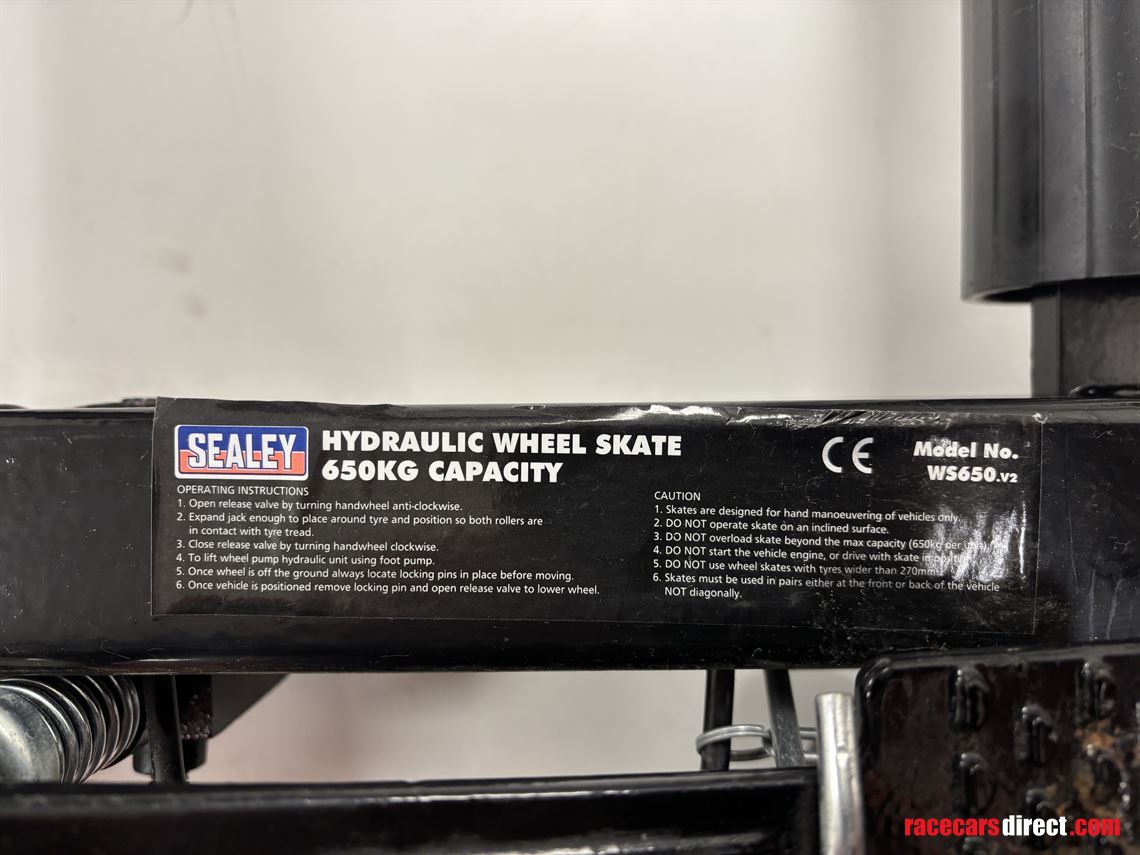 SEALEY
HYDRAULIC WHEEL SKATE
650KG CAPACITY
CE
Model No.
WS650.V2
OPERATING INSTRUCTIONS
1. Open release valve by turning handwheel anti-clockwise.
2. Expand jack enough to place around tyre and position so both rollers are
in contact with tyre tread.
3. Close release valve by turning handwheel clockwise.
4. To lift wheel pump hydraulic unit using foot pump.
5. Once wheel is off the ground always locate locking pins in place before moving.
6. Once vehicle is positioned remove locking pin and open release valve to lower wheel.
CAUTION
1. Skates are designed for hand manoeuvering of vehicles only
2. DO NOT operate skate on an inclined surface.
3. DO NOT overload skate beyond the max capacity (650kg per unit).
4. DO NOT start the vehicle engine, or drive with skate in position.
5. DO NOT use wheel skates with tyres wider than 270mm.
6. Skates must be used in pairs either at the front or back of the vehicle
NOT diagonally.
racecarsdirect.com